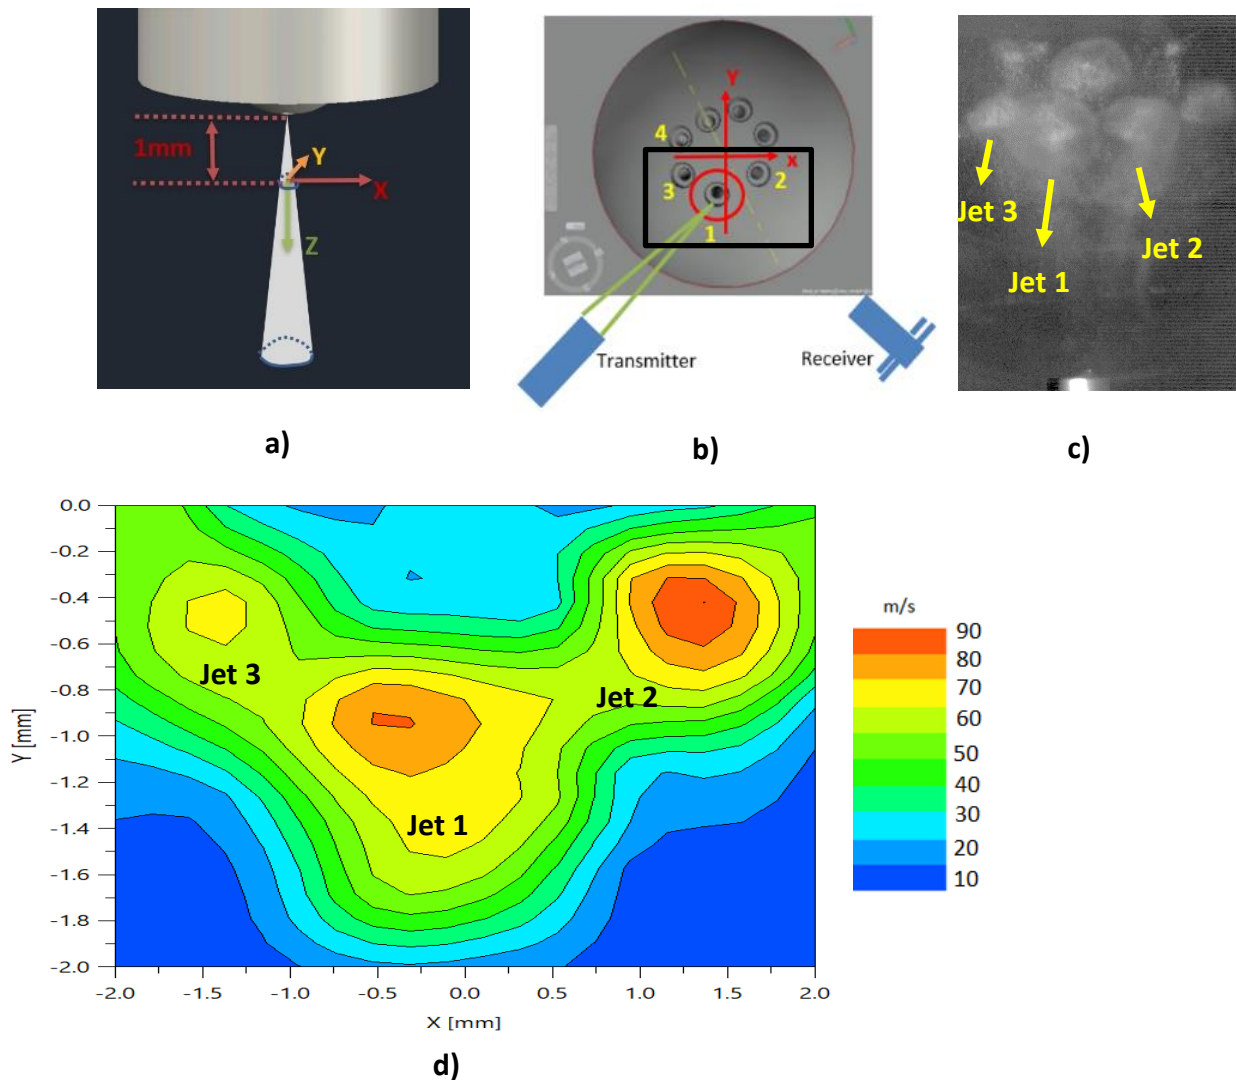 1mm
Y
X
Z
a)
Y
4
x
3
2
1
Transmitter
Receiver
b)
Jet 3
Jet 2
Jet 1
c)
0.0
-0.2
-0.4
-0.6
-0.8
-1.0
-1.2
-1.4
-1.6
-1.8
-2.0
Y [mm]
Jet 3
Jet 2
Jet 1
-2.0 -1.5 -1.0 -0.5 0.0 0.5 1.0 1.5 2.0
X [mm]
m/s
90
80
70
60
50
40
30
20
10
d)